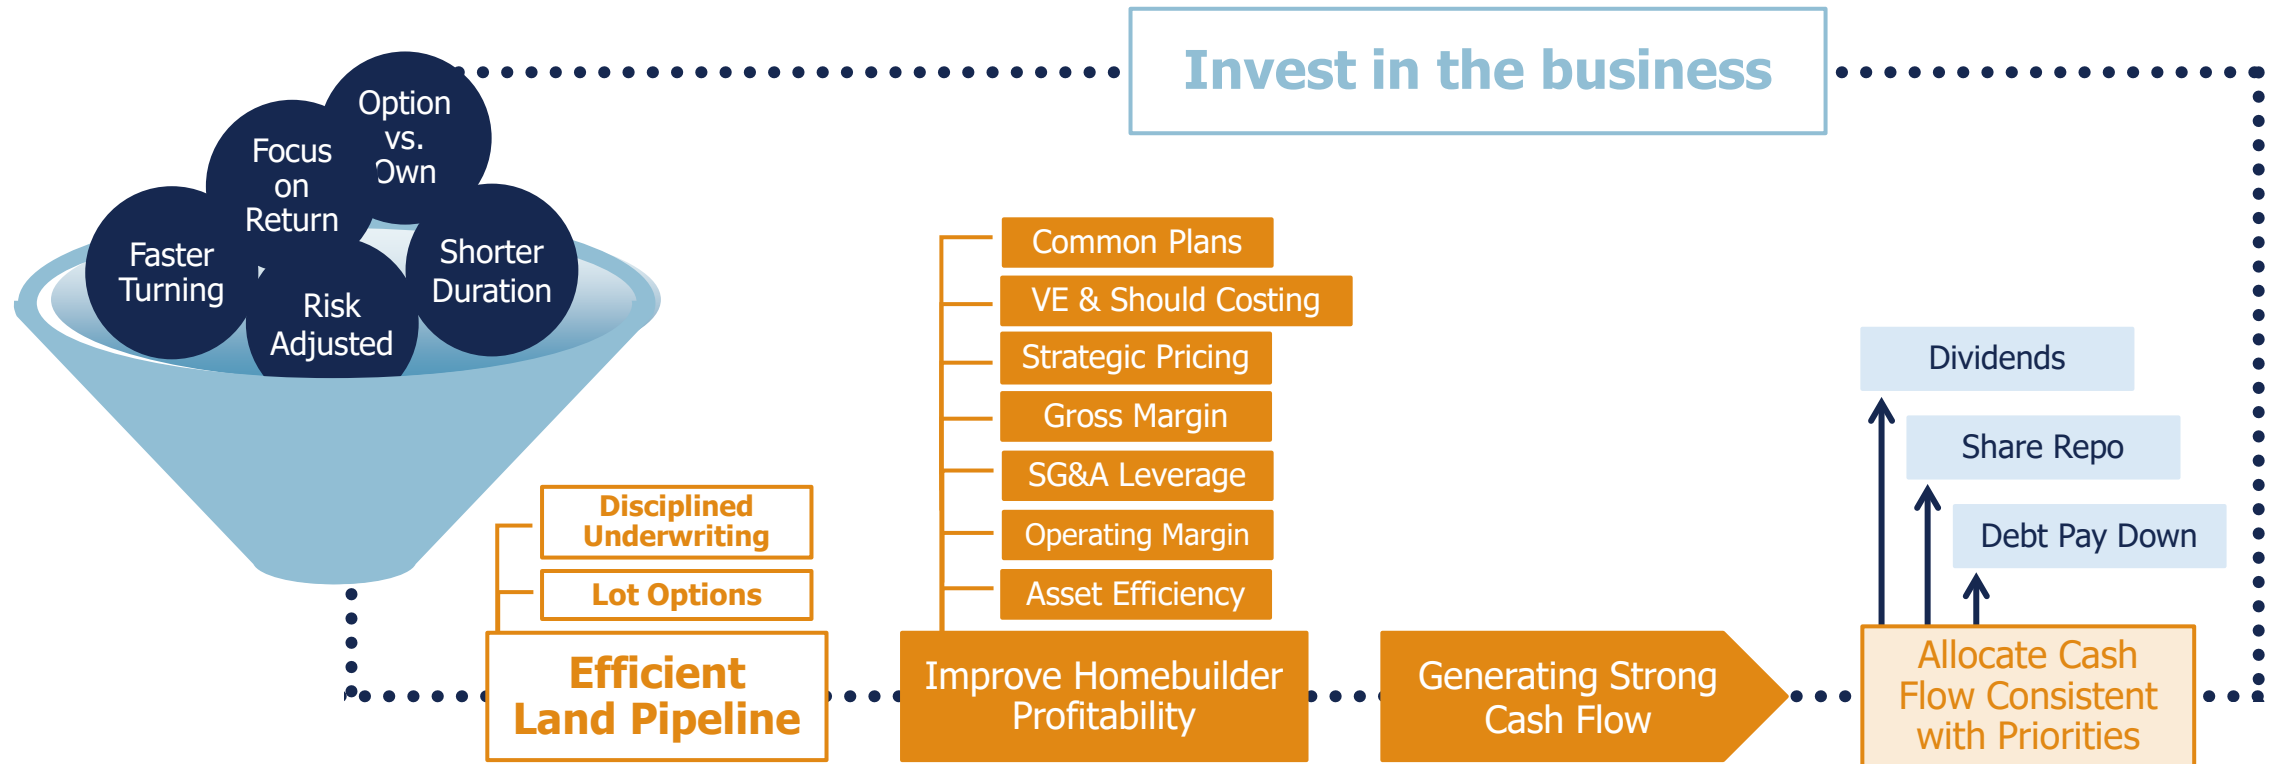 Invest in the business
Option
vs.
Own
Focus
on
Return
Faster
Turning
Risk
Adjusted
Shorter
Duration
Disciplined
Underwriting
Lot Options
Efficient
Land Pipeline
Common Plans
VE & Should Costing
Strategic Pricing
Gross Margin
SG&A Leverage
Operating Margin
Asset Efficiency
Improve Homebuilder
Profitability
Generating Strong
Cash Flow
Dividends
Share Repo
Debt Pay Down
Allocate Cash
Flow Consistent
with Priorities